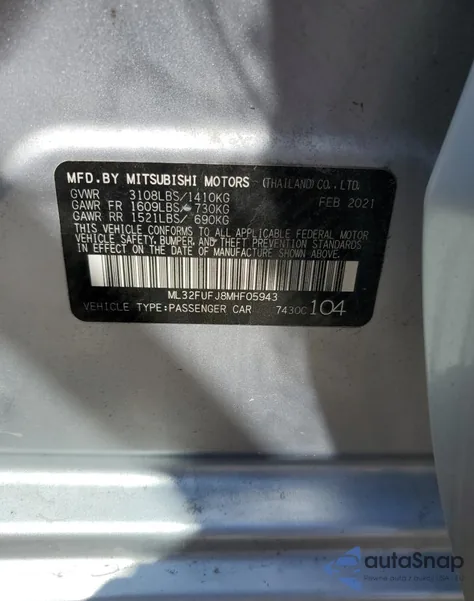 MFD.BY MITSUBISHI MOTORS (THAILAND) CO., LTD.
GVWR 3108LBS/1410KG FEB 2021
GAWR FR 1609LBS/ 730KG
GAWR RR 1521LBS/ 690KG
THIS VEHICLE CONFORMS TO ALL APPLICABLE FEDERAL MOTOR
VEHICLE SAFETY, BUMPER, AND THEFT PREVENTION STANDARDS
IN EFFECT ON THE DATE OF MANUFACTURE SHOWN ABOVE.
ML32FUFJ8MHF05943
VEHICLE TYPE:PASSENGER CAR 7430C104
autoSnap